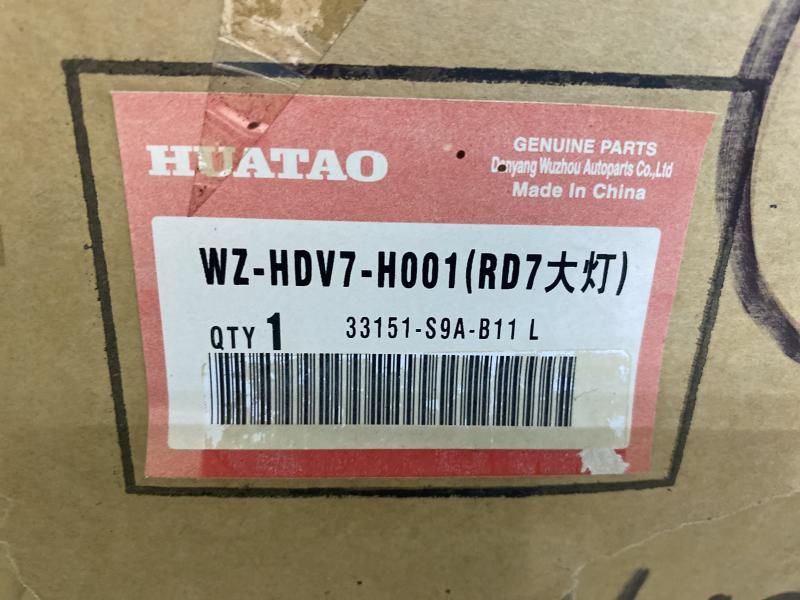 HUATAO
GENUINE PARTS
Danyang Wuzhou Autoparts Co.,Ltd
Made In China
WZ-HDV7-H001(RD7大灯)
QTY 1
33151-S9A-B11 L